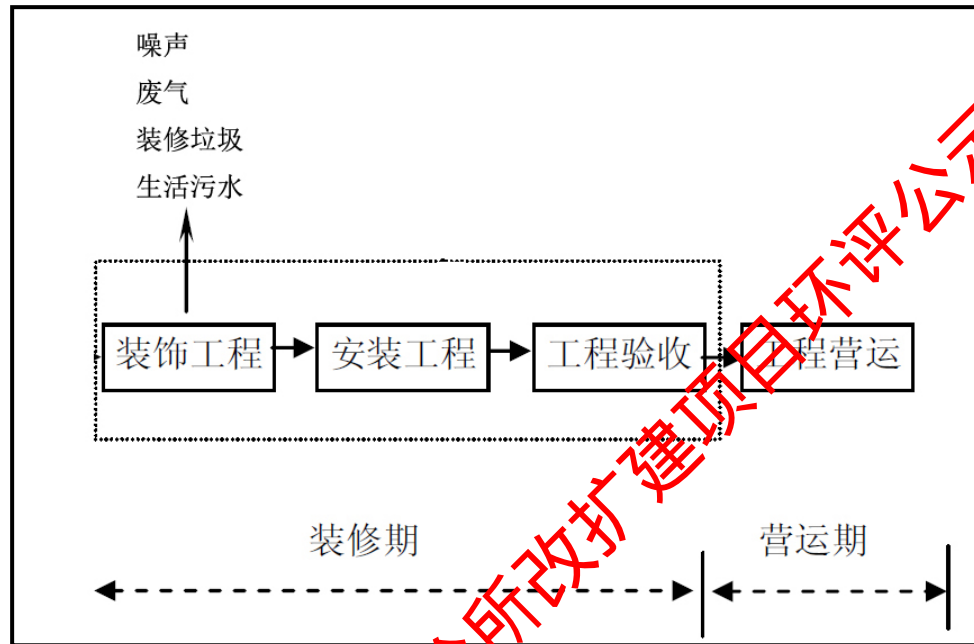 噪声
废气
装修垃圾
生活污水
装饰工程
安装工程
工程验收
工程营运
装修期
营运期
所改扩建项目环评公示